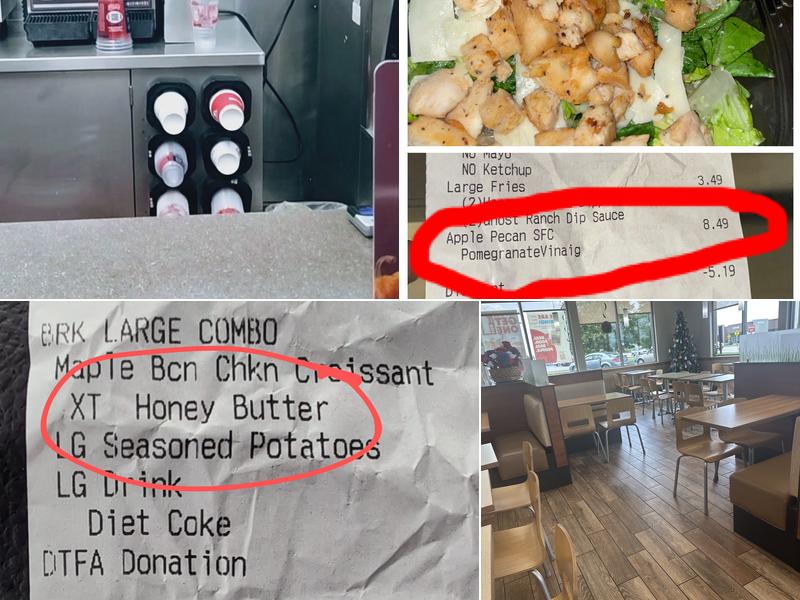 NO Mayo
NO Ketchup
Large Fries 3.49
(2)Ghost Ranch Dip Sauce
Apple Pecan SFC 8.49
PomegranateVinaig
-5.19
BRK LARGE COMBO
Maple Bcn Chkn Croissant
XT Honey Butter
LG Seasoned Potatoes
LG Drink
Diet Coke
DTFA Donation